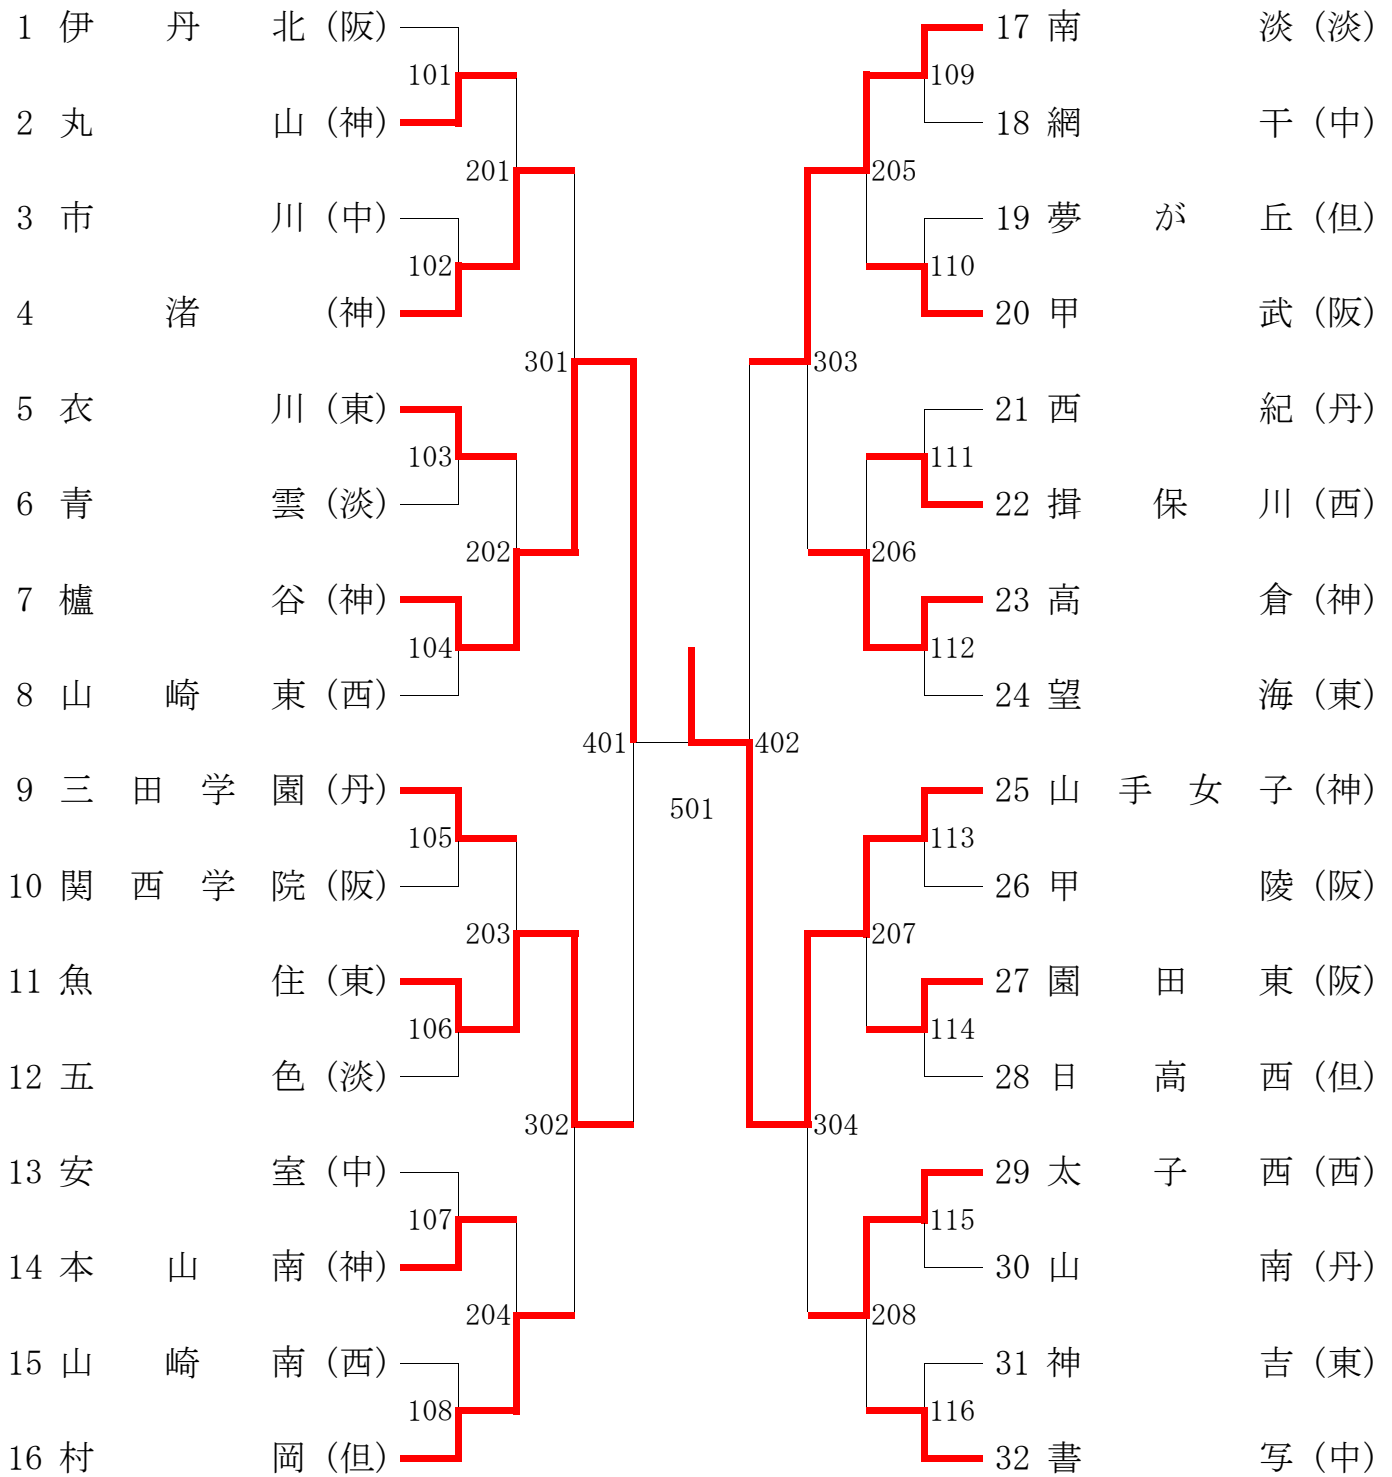 1 伊丹北 (阪)
101
2 丸山 (神)
201
3 市川 (中)
102
4 渚 (神)
301
5 衣川 (東)
103
6 青雲 (淡)
202
7 櫨谷 (神)
104
8 山崎東 (西)
401
9 三田学園 (丹)
105
10 関西学院 (阪)
203
11 魚住 (東)
106
12 五色 (淡)
302
13 安室 (中)
107
14 本山南 (神)
204
15 山崎南 (西)
108
16 村岡 (但)
501
17 南淡 (淡)
109
18 網干 (中)
205
19 夢が丘 (但)
110
20 甲武 (阪)
303
21 西紀 (丹)
111
22 揖保川 (西)
206
23 高倉 (神)
112
24 望海 (東)
402
25 山手女子 (神)
113
26 甲陵 (阪)
207
27 園田東 (阪)
114
28 日高西 (但)
304
29 太子西 (西)
115
30 山南 (丹)
208
31 神吉 (東)
116
32 書写 (中)